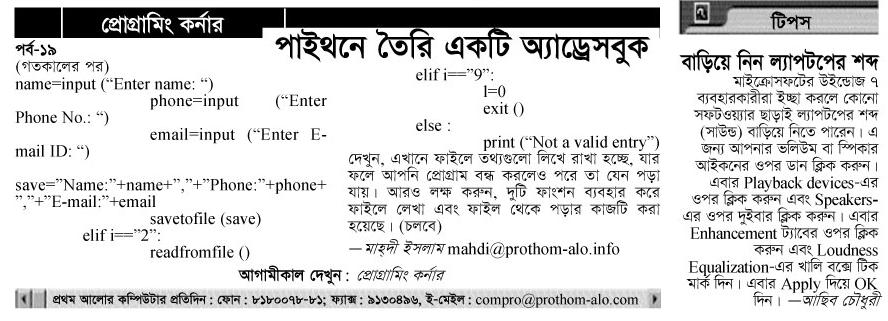 প্রোগ্রামিং কর্নার
পর্ব-১৯
পাইথনে তৈরি একটি অ্যাড্রেসবুক
(গতকালের পর)
name=input (“Enter name: “)
phone=input (“Enter
Phone No.: “)
email=input (“Enter E-
mail ID: “)
save=”Name:”+name+”,”+”Phone:”+phone+
”,”+”E-mail:”+email
savetofile (save)
elif i==”2”:
readfromfile ()
elif i==”9”:
l=0
exit ()
else :
print (“Not a valid entry”)
দেখুন, এখানে ফাইলে তথ্যগুলো লিখে রাখা হচ্ছে, যার
ফলে আপনি প্রোগ্রাম বন্ধ করলেও পরে তা যেন পড়া
যায়। আরও লক্ষ করুন, দুটি ফাংশন ব্যবহার করে
ফাইলে লেখা এবং ফাইল থেকে পড়ার কাজটি করা
হয়েছে। (চলবে)
— মাহ্‌দী ইসলাম mahdi@prothom-alo.info
আগামীকাল দেখুন : প্রোগ্রামিং কর্নার
প্রথম আলোর কম্পিউটার প্রতিদিন : ফোন : ৮১৮০০৭৮-৮১; ফ্যাক্স : ৯১৩০৪৯৬, ই-মেইল : compro@prothom-alo.com
টিপস
বাড়িয়ে নিন ল্যাপটপের শব্দ
মাইক্রোসফটের উইন্ডোজ ৭
ব্যবহারকারীরা ইচ্ছা করলে কোনো
সফটওয়্যার ছাড়াই ল্যাপটপের শব্দ
(সাউন্ড) বাড়িয়ে নিতে পারেন। এ
জন্য আপনার ভলিউম বা স্পিকার
আইকনের ওপর ডান ক্লিক করুন।
এবার Playback devices-এর
ওপর ক্লিক করুন এবং Speakers-
এর ওপর দুইবার ক্লিক করুন। এবার
Enhancement ট্যাবের ওপর ক্লিক
করুন এবং Loudness
Equalization-এর খালি বক্সে টিক
মার্ক দিন। এবার Apply দিয়ে OK
দিন। —আছিব চৌধুরী